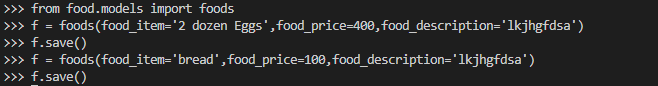 >>> from food.models import foods
>>> f = foods(food_item='2 dozen Eggs',food_price=400,food_description='lkjhgfdsa')
>>> f.save()
>>> f = foods(food_item='bread',food_price=100,food_description='lkjhgfdsa')
>>> f.save()